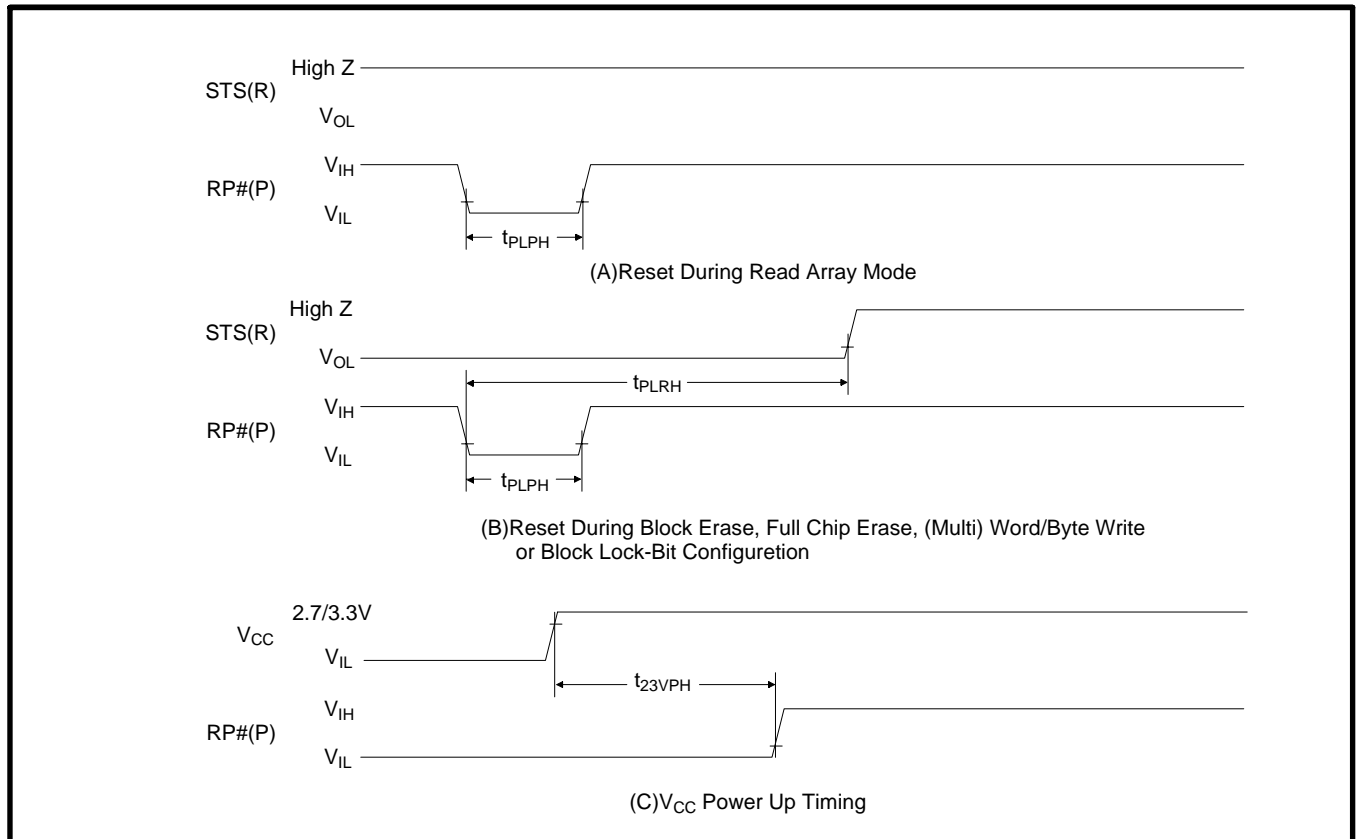 High Z
STS(R)
VOL
VIH
RP#(P)
VIL
tPLPH
(A)Reset During Read Array Mode
High Z
STS(R)
VOL
tPLRH
VIH
RP#(P)
VIL
tPLPH
(B)Reset During Block Erase, Full Chip Erase, (Multi) Word/Byte Write
or Block Lock-Bit Configuretion
2.7/3.3V
VCC
VIL
t23VPH
VIH
RP#(P)
VIL
(C)VCC Power Up Timing